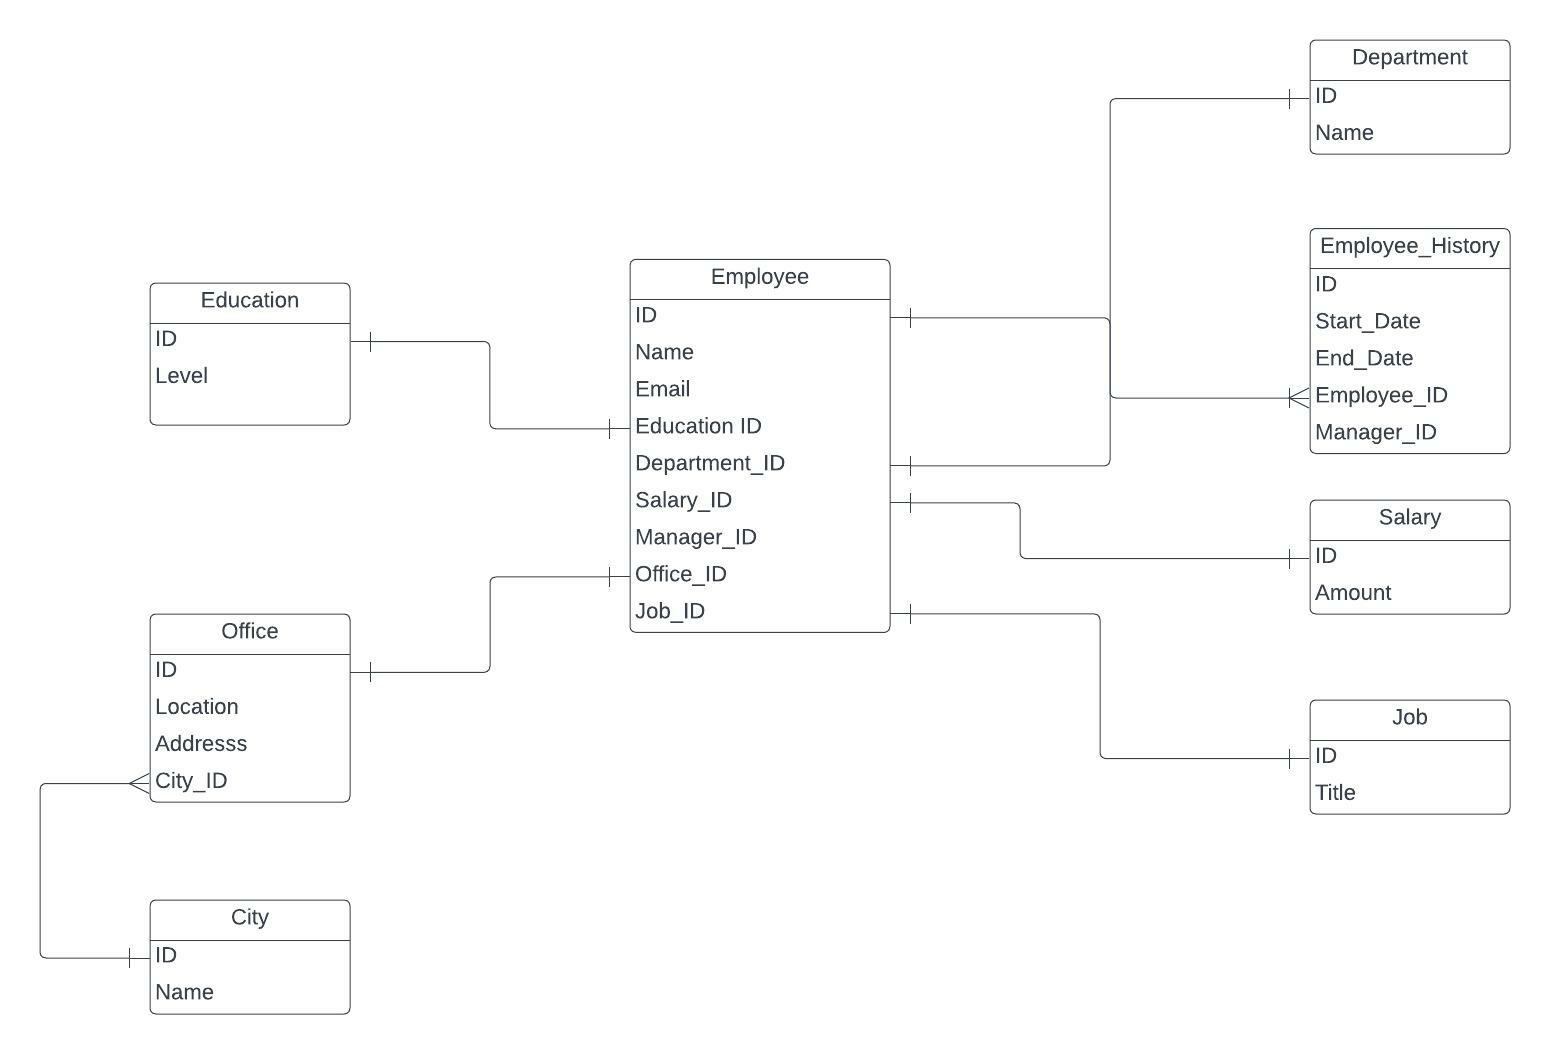 Department
ID
Name
Employee_History
ID
Start_Date
End_Date
Employee_ID
Manager_ID
Employee
ID
Name
Email
Education ID
Department_ID
Salary_ID
Manager_ID
Office_ID
Job_ID
Education
ID
Level
Salary
ID
Amount
Office
ID
Location
Addresss
City_ID
Job
ID
Title
City
ID
Name